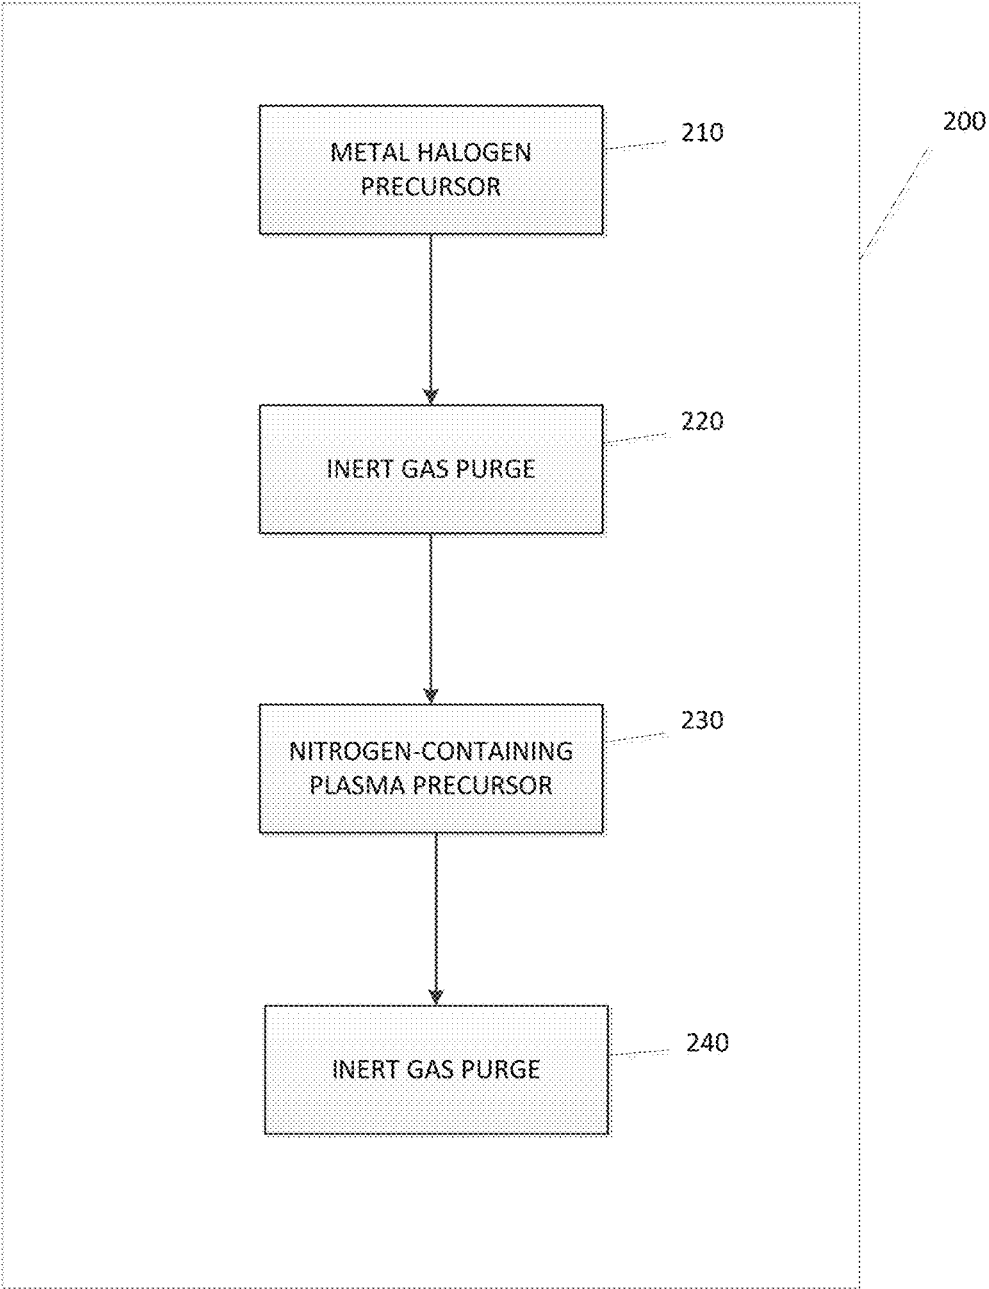 200
210
METAL HALOGEN
PRECURSOR
220
INERT GAS PURGE
230
NITROGEN-CONTAINING
PLASMA PRECURSOR
240
INERT GAS PURGE